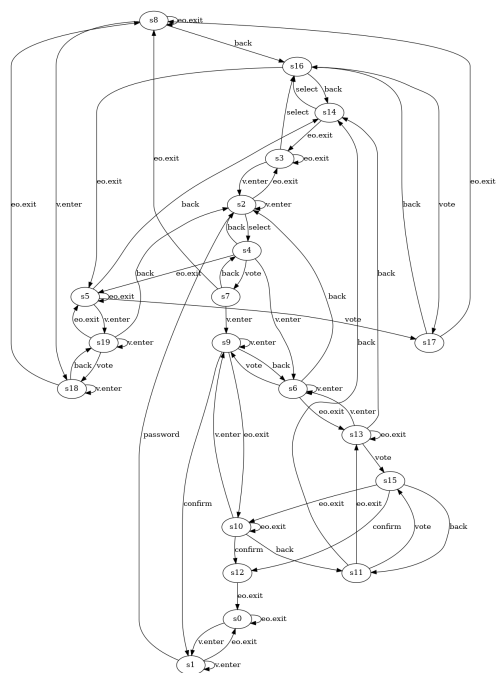 s8
eo.exit
back
s16
select
back
s14
select
eo.exit
s3
eo.exit
eo.exit
v.enter
eo.exit
back
vote
eo.exit
v.enter
eo.exit
s2
v.enter
back
back
select
s4
eo.exit
back
vote
s5
eo.exit
s7
v.enter
back
eo.exit
v.enter
v.enter
back
vote
s19
v.enter
s9
v.enter
s17
back
vote
vote
back
s18
v.enter
s6
v.enter
back
eo.exit
v.enter
password
v.enter
eo.exit
s13
eo.exit
vote
s15
confirm
eo.exit
eo.exit
confirm
vote
back
s10
eo.exit
confirm
back
s12
s11
eo.exit
s0
eo.exit
v.enter
eo.exit
s1
v.enter